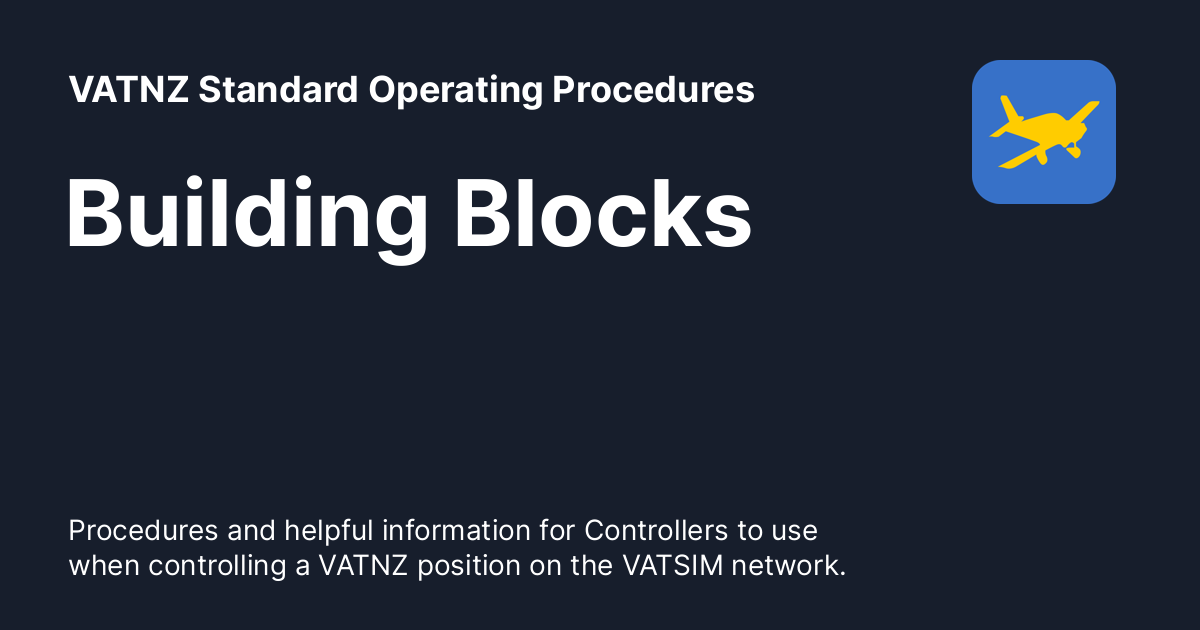 VATNZ Standard Operating Procedures
Building Blocks
Procedures and helpful information for Controllers to use
when controlling a VATNZ position on the VATSIM network.